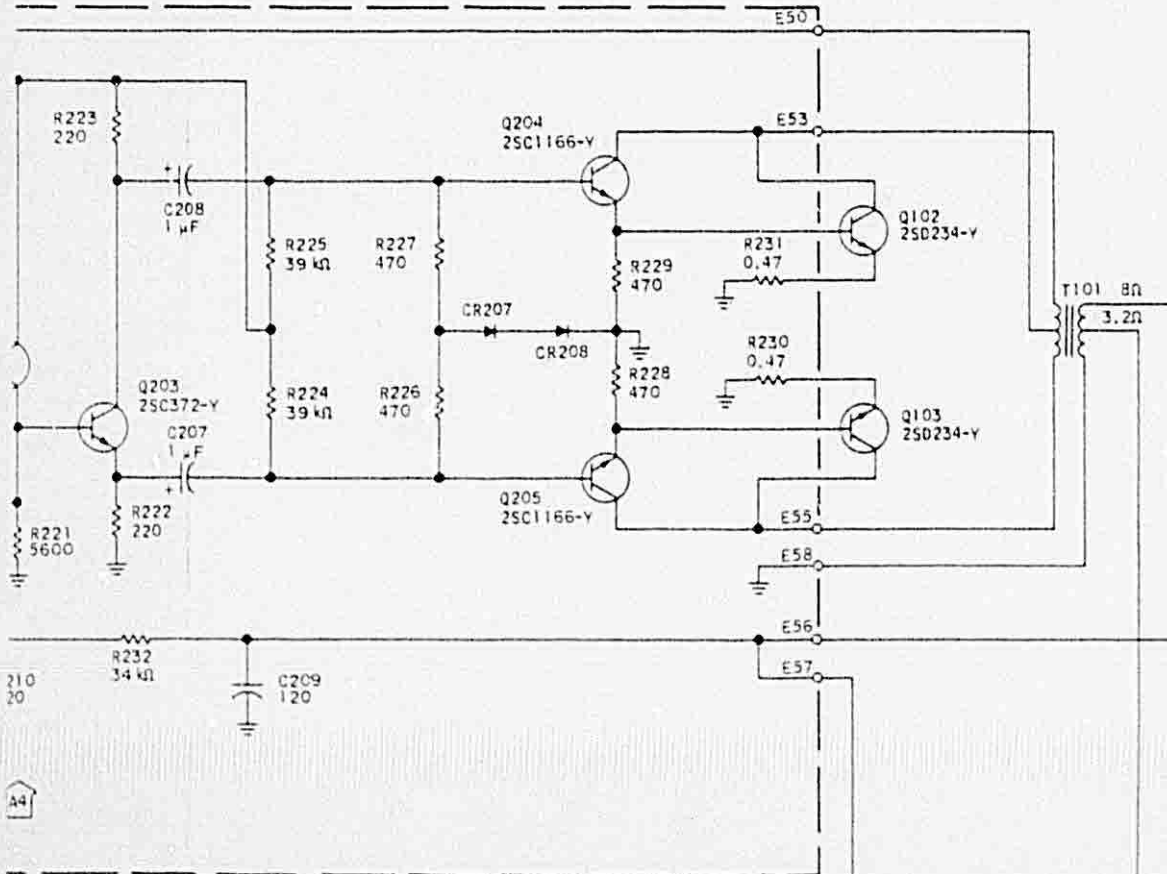 E50
R223
220
Q204
2SC1166-Y
E53
+
C208
1 µF
R225
39 kΩ
R227
470
R229
470
R231
0.47
Q102
2SD234-Y
T101 8Ω
3.2Ω
CR207
CR208
R230
0.47
Q203
2SC372-Y
R224
39 kΩ
R226
470
R228
470
Q103
2SD234-Y
C207
1 µF
+
R221
5600
R222
220
Q205
2SC1166-Y
E55
E58
E56
R232
34 kΩ
E57
210
20
C209
120
A4